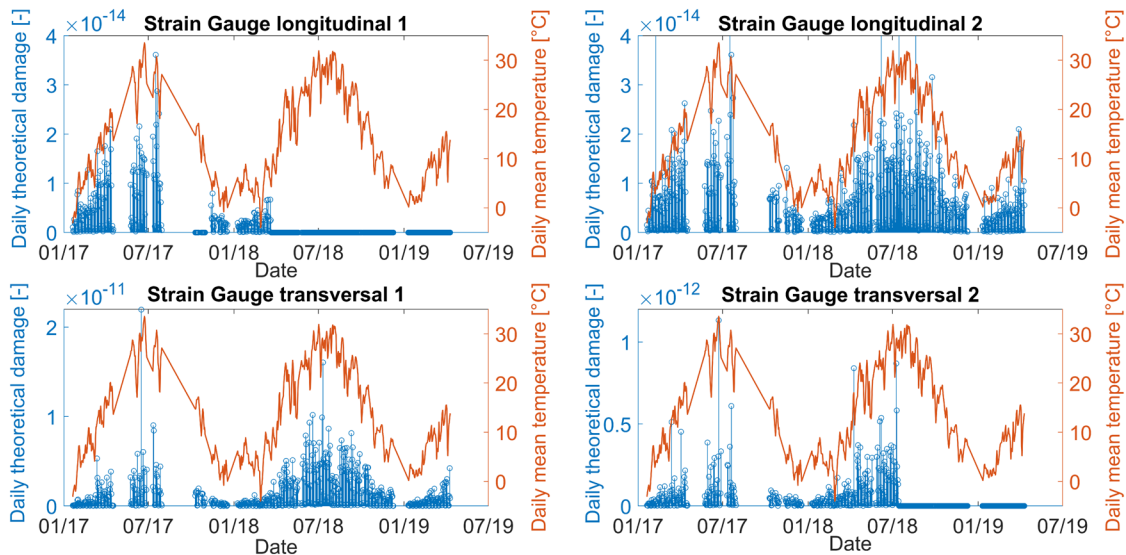 ×10⁻¹⁴ Strain Gauge longitudinal 1
Daily theoretical damage [-]
4
3
2
1
0
30
20
10
0
Daily mean temperature [°C]
01/17 07/17 01/18 07/18 01/19 07/19
Date
×10⁻¹⁴ Strain Gauge longitudinal 2
Daily theoretical damage [-]
4
3
2
1
0
30
20
10
0
Daily mean temperature [°C]
01/17 07/17 01/18 07/18 01/19 07/19
Date
×10⁻¹¹ Strain Gauge transversal 1
Daily theoretical damage [-]
2
1
0
30
20
10
0
Daily mean temperature [°C]
01/17 07/17 01/18 07/18 01/19 07/19
Date
×10⁻¹² Strain Gauge transversal 2
Daily theoretical damage [-]
1
0.5
0
30
20
10
0
Daily mean temperature [°C]
01/17 07/17 01/18 07/18 01/19 07/19
Date